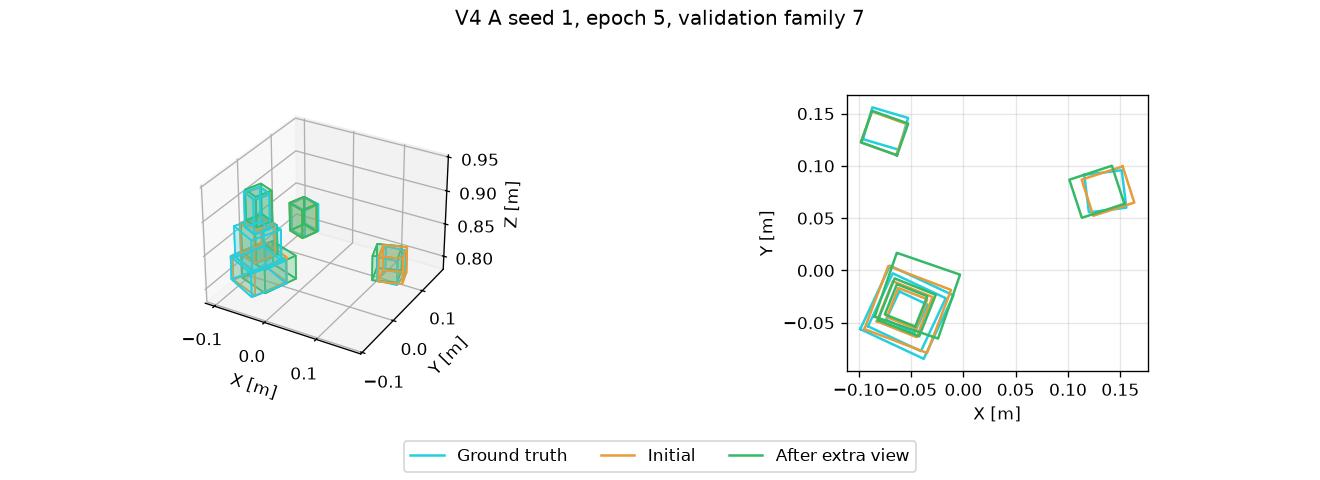 V4 A seed 1, epoch 5, validation family 7
0.95
0.90
0.85
0.80
Z [m]
−0.1
0.0
0.1
X [m]
−0.1
0.0
0.1
Y [m]
0.15
0.10
0.05
0.00
−0.05
Y [m]
−0.10
−0.05
0.00
0.05
0.10
0.15
X [m]
Ground truth
Initial
After extra view